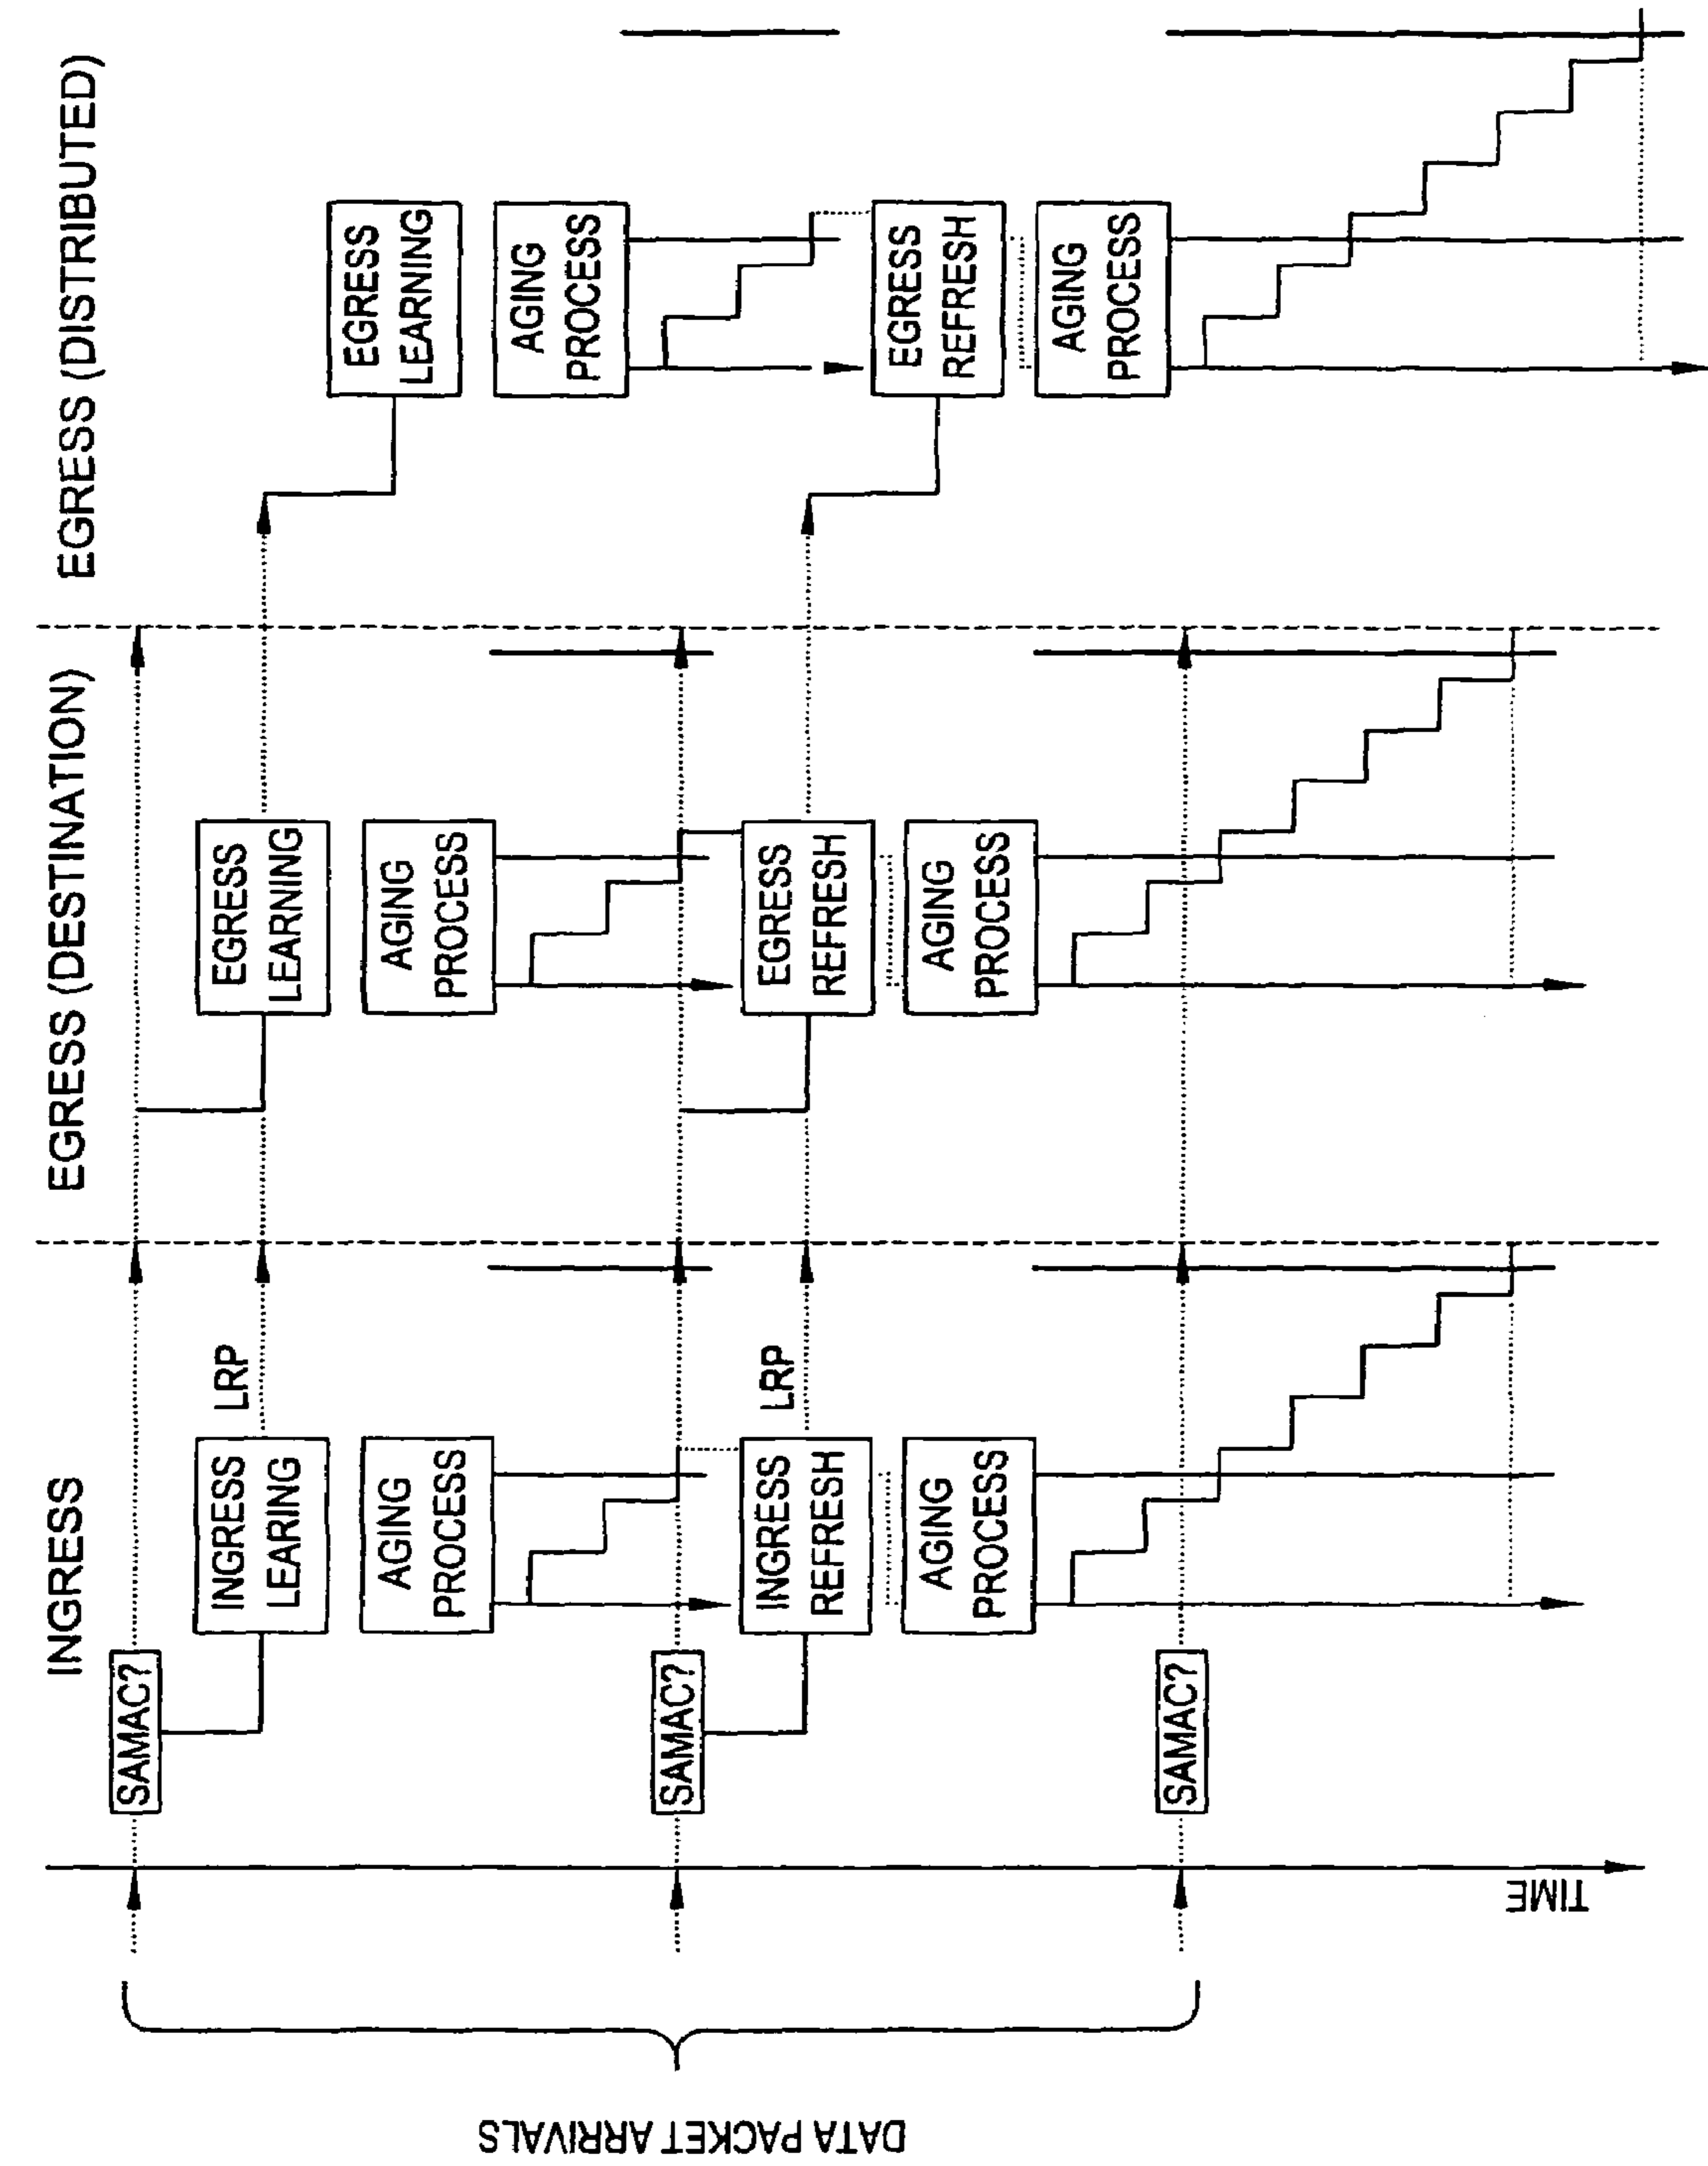 INGRESS
EGRESS (DESTINATION)
EGRESS (DISTRIBUTED)
SAMAC?
INGRESS
LEARING
LRP
EGRESS
LEARNING
EGRESS
LEARNING
AGING
PROCESS
AGING
PROCESS
AGING
PROCESS
SAMAC?
INGRESS
REFRESH
LRP
EGRESS
REFRESH
EGRESS
REFRESH
AGING
PROCESS
AGING
PROCESS
AGING
PROCESS
SAMAC?
TIME
DATA PACKET ARRIVALS